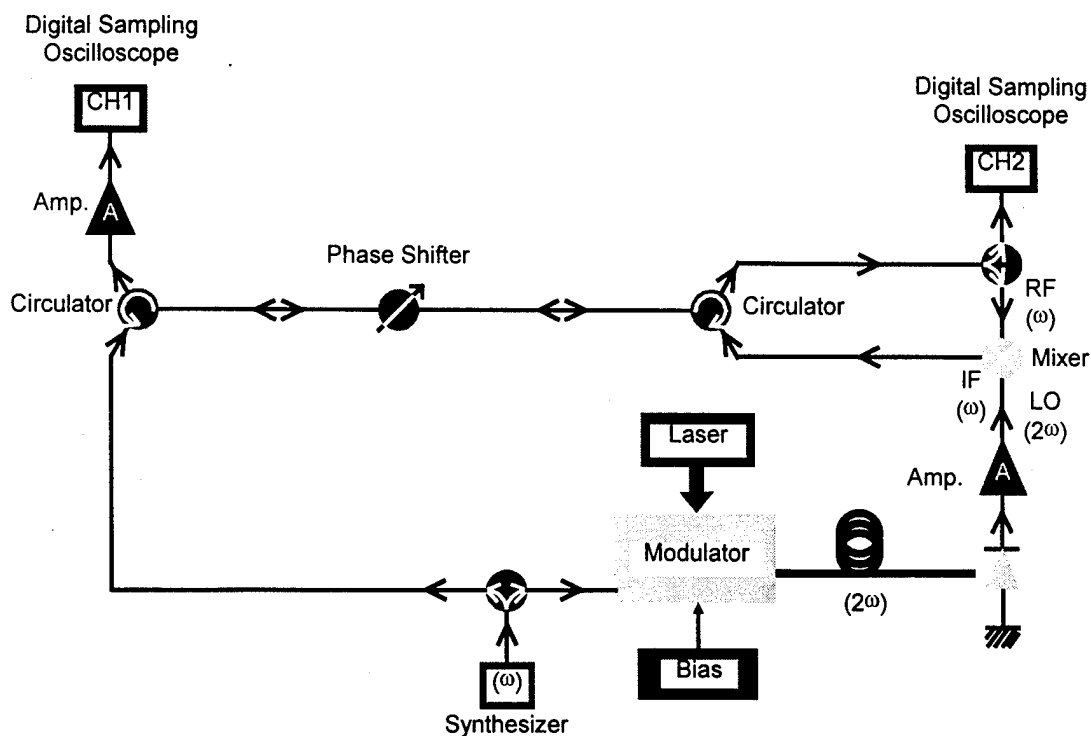 Digital Sampling
Oscilloscope
CH1
Amp.
A
Circulator
Phase Shifter
Digital Sampling
Oscilloscope
CH2
Circulator
RF
(ω)
Mixer
IF
(ω)
LO
(2ω)
Laser
Amp.
A
Modulator
(2ω)
Bias
(ω)
Synthesizer